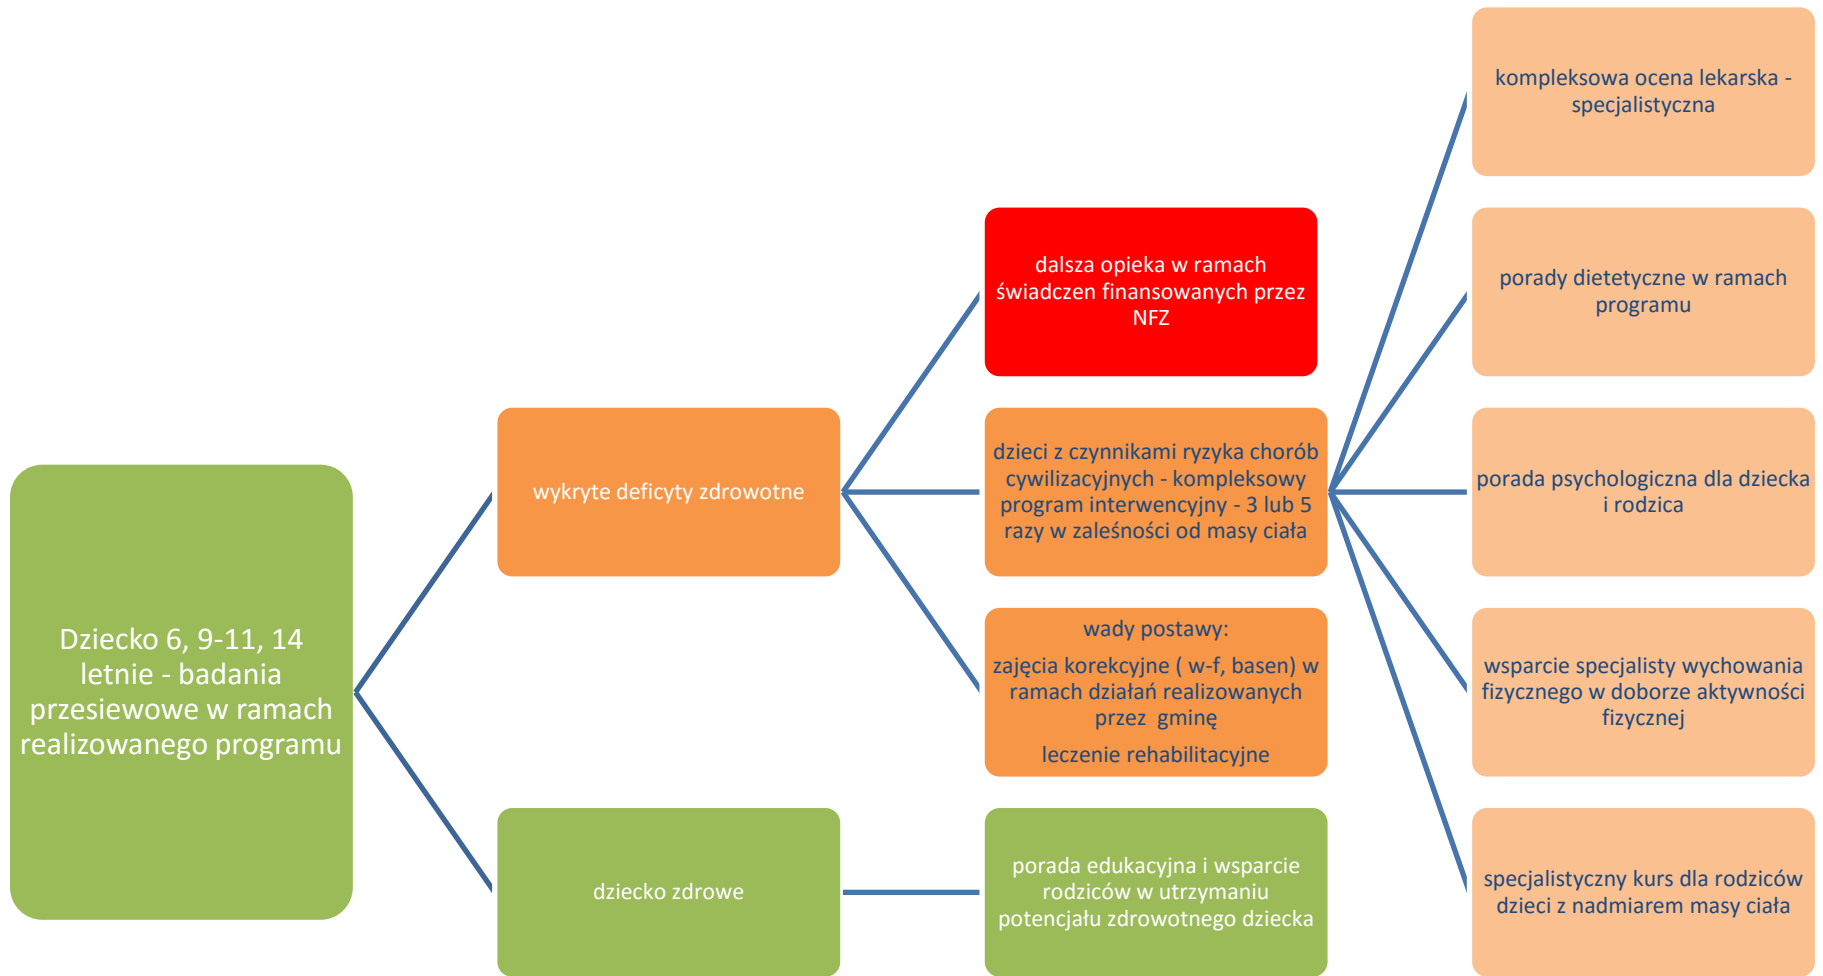 Dziecko 6, 9-11, 14
letnie - badania
przesiewowe w ramach
realizowanego programu
wykryte deficyty zdrowotne
dalsza opieka w ramach
świadczen finansowanych przez
NFZ
dzieci z czynnikami ryzyka chorób
cywilizacyjnych - kompleksowy
program interwencyjny - 3 lub 5
razy w zaleśności od masy ciała
kompleksowa ocena lekarska -
specjalistyczna
porady dietetyczne w ramach
programu
porada psychologiczna dla dziecka
i rodzica
wsparcie specjalisty wychowania
fizycznego w doborze aktywności
fizycznej
specjalistyczny kurs dla rodziców
dzieci z nadmiarem masy ciała
wady postawy:
zajęcia korekcyjne ( w-f, basen) w
ramach działań realizowanych
przez  gminę
leczenie rehabilitacyjne
dziecko zdrowe
porada edukacyjna i wsparcie
rodziców w utrzymaniu
potencjału zdrowotnego dziecka